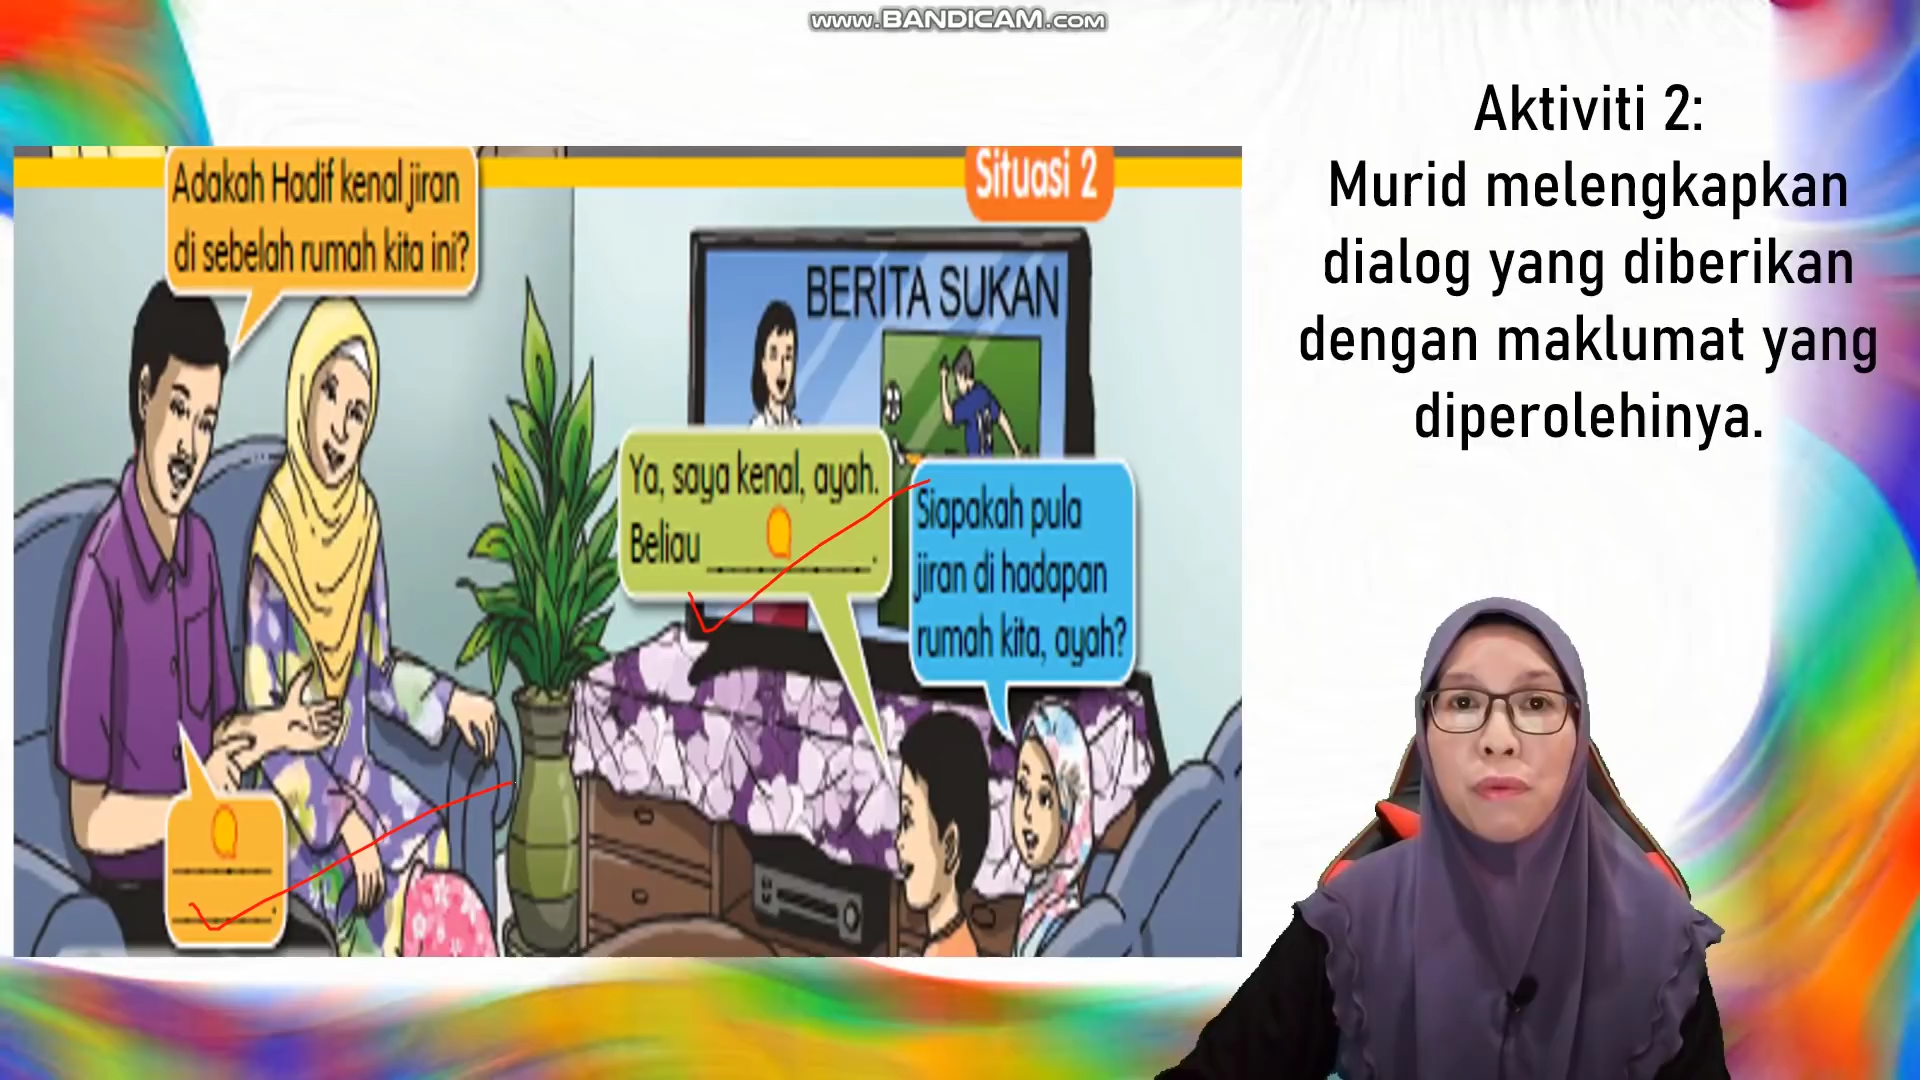 www.BANDICAM.com
Aktiviti 2:
Murid melengkapkan
dialog yang diberikan
dengan maklumat yang
diperolehinya.
Situasi 2
Adakah Hadif kenal jiran
di sebelah rumah kita ini?
BERITA SUKAN
Ya, saya kenal, ayah.
Beliau ____________.
Siapakah pula
jiran di hadapan
rumah kita, ayah?